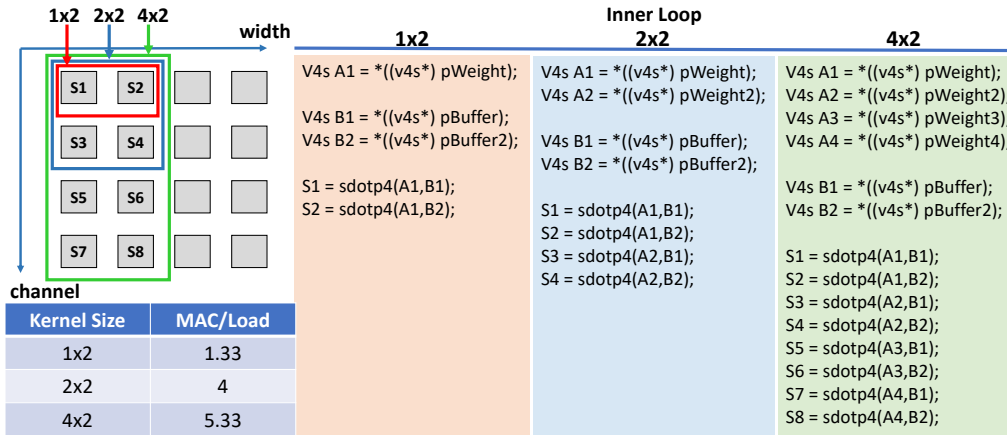 1x2 2x2 4x2
width
S1 S2
S3 S4
S5 S6
S7 S8
channel
Kernel Size MAC/Load
1x2 1.33
2x2 4
4x2 5.33
Inner Loop
1x2
V4s A1 = *((v4s*) pWeight);
V4s B1 = *((v4s*) pBuffer);
V4s B2 = *((v4s*) pBuffer2);
S1 = sdotp4(A1,B1);
S2 = sdotp4(A1,B2);
2x2
V4s A1 = *((v4s*) pWeight);
V4s A2 = *((v4s*) pWeight2);
V4s B1 = *((v4s*) pBuffer);
V4s B2 = *((v4s*) pBuffer2);
S1 = sdotp4(A1,B1);
S2 = sdotp4(A1,B2);
S3 = sdotp4(A2,B1);
S4 = sdotp4(A2,B2);
4x2
V4s A1 = *((v4s*) pWeight);
V4s A2 = *((v4s*) pWeight2);
V4s A3 = *((v4s*) pWeight3);
V4s A4 = *((v4s*) pWeight4);
V4s B1 = *((v4s*) pBuffer);
V4s B2 = *((v4s*) pBuffer2);
S1 = sdotp4(A1,B1);
S2 = sdotp4(A1,B2);
S3 = sdotp4(A2,B1);
S4 = sdotp4(A2,B2);
S5 = sdotp4(A3,B1);
S6 = sdotp4(A3,B2);
S7 = sdotp4(A4,B1);
S8 = sdotp4(A4,B2);